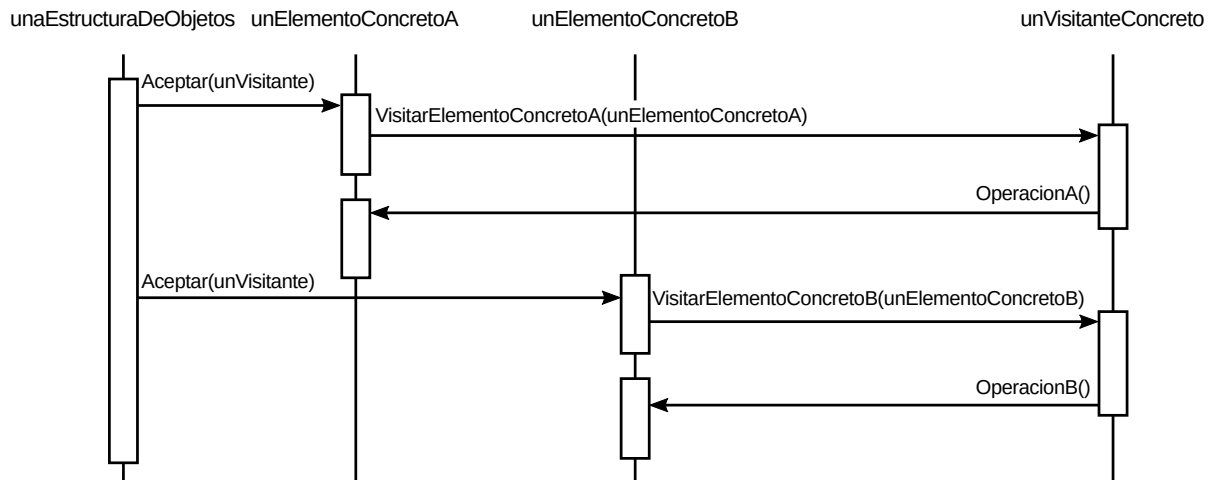 unaEstructuraDeObjetos unElementoConcretoA unElementoConcretoB unVisitanteConcreto
Aceptar(unVisitante)
VisitarElementoConcretoA(unElementoConcretoA)
OperacionA()
Aceptar(unVisitante)
VisitarElementoConcretoB(unElementoConcretoB)
OperacionB()